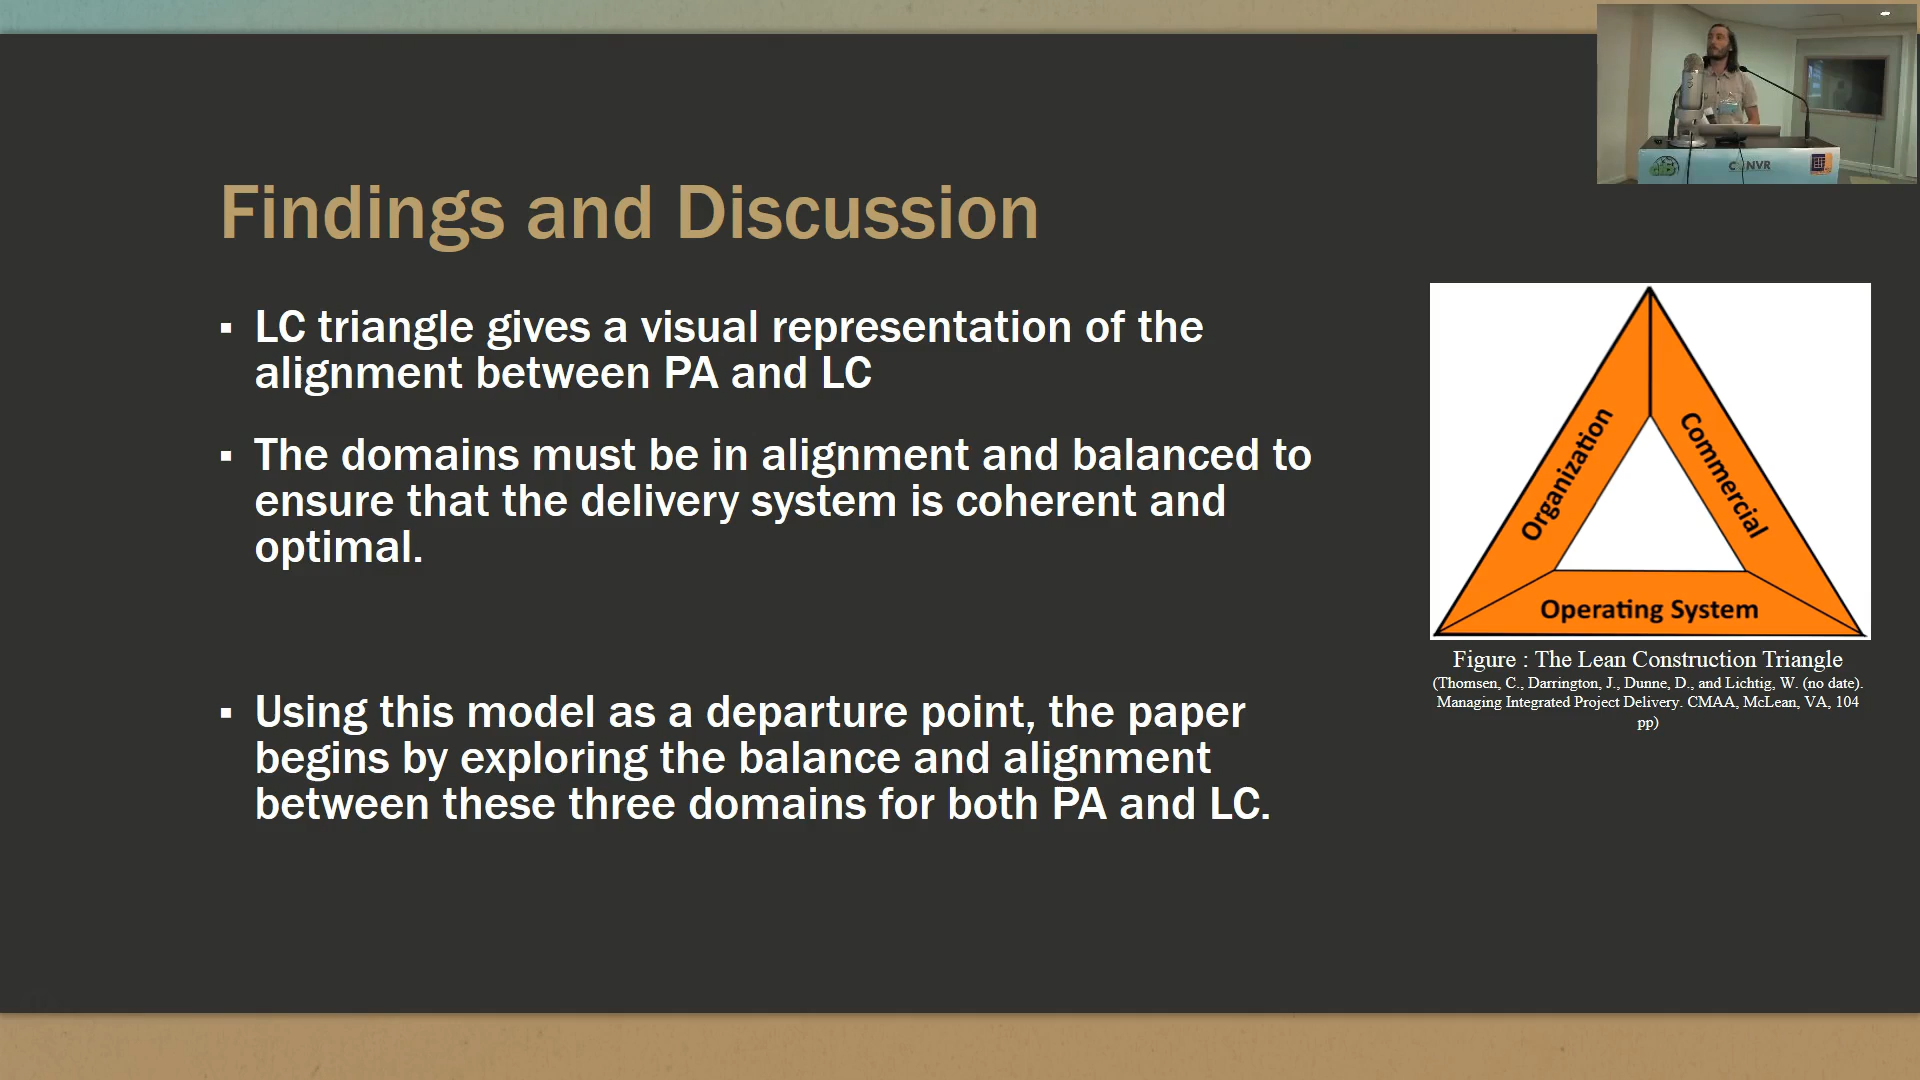 Findings and Discussion
▪ LC triangle gives a visual representation of the
alignment between PA and LC
▪ The domains must be in alignment and balanced to
ensure that the delivery system is coherent and
optimal.
▪ Using this model as a departure point, the paper
begins by exploring the balance and alignment
between these three domains for both PA and LC.
Organization
Commercial
Operating System
Figure : The Lean Construction Triangle
(Thomsen, C., Darrington, J., Dunne, D., and Lichtig, W. (no date).
Managing Integrated Project Delivery. CMAA, McLean, VA, 104
pp)